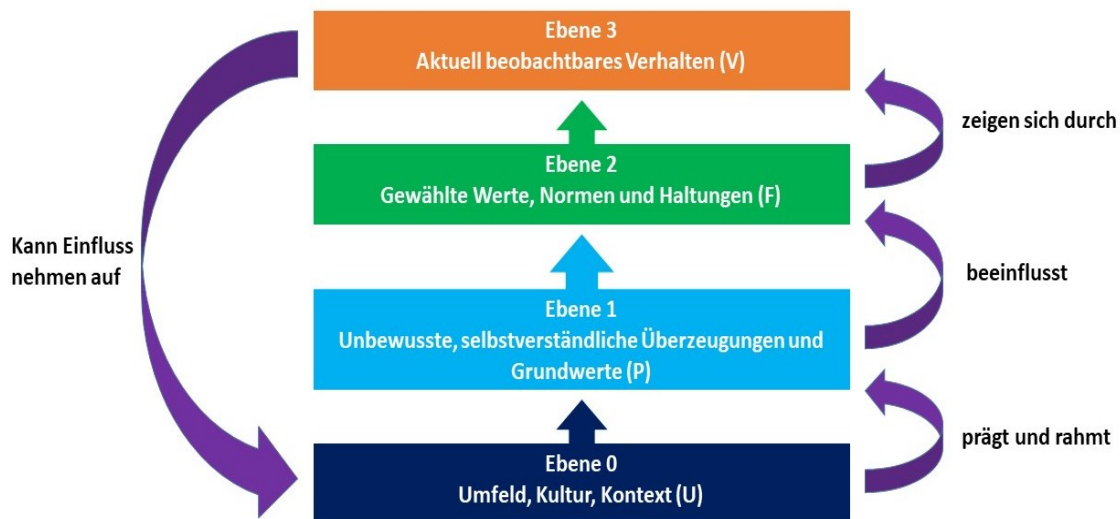 Ebene 3
Aktuell beobachtbares Verhalten (V)
zeigen sich durch
Ebene 2
Gewählte Werte, Normen und Haltungen (F)
Kann Einfluss
nehmen auf
beeinflusst
Ebene 1
Unbewusste, selbstverständliche Überzeugungen und
Grundwerte (P)
prägt und rahmt
Ebene 0
Umfeld, Kultur, Kontext (U)